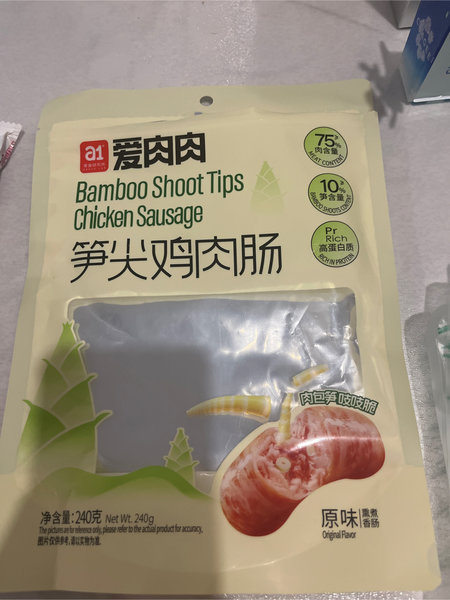 a1
爱肉肉
Bamboo Shoot Tips
Chicken Sausage
笋尖鸡肉肠
75%
肉含量
MEAT CONTENT
10%
笋含量
BAMBOO SHOOTS CONTENT
Pr
Rich
高蛋白质
RICH IN PROTEIN
肉包笋 吱吱脆
净含量:240克 Net Wt. 240g
The pictures are for reference only, please refer to the actual product for accuracy.
图片仅供参考,请以实物为准。
原味
熏煮
香肠
Original Flavor